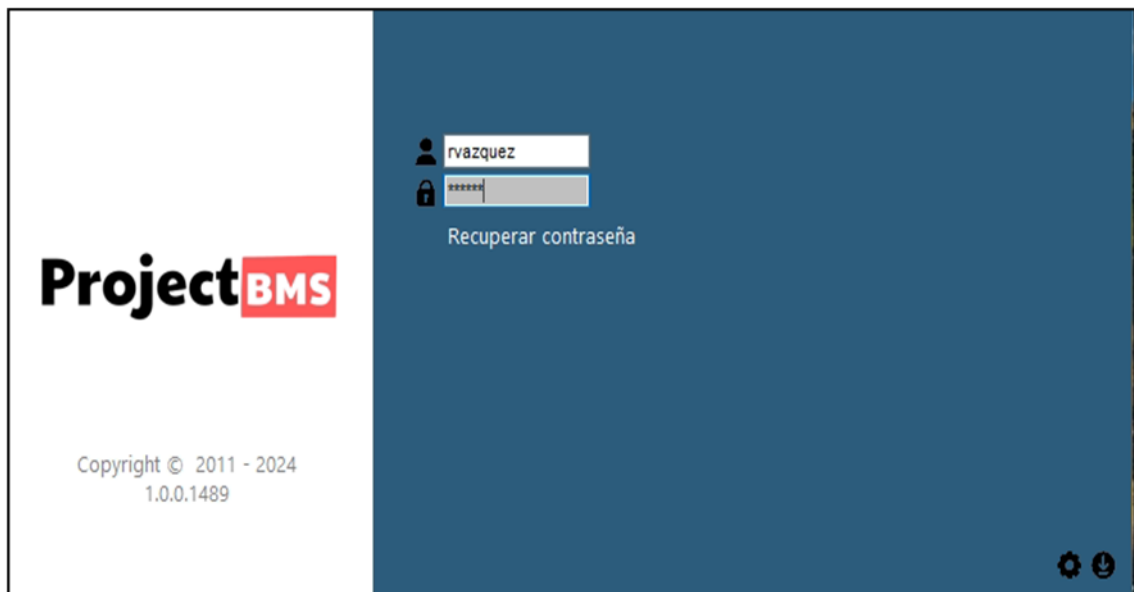 ProjectBMS
Copyright © 2011 - 2024
1.0.0.1489
rvazquez
******
Recuperar contraseña